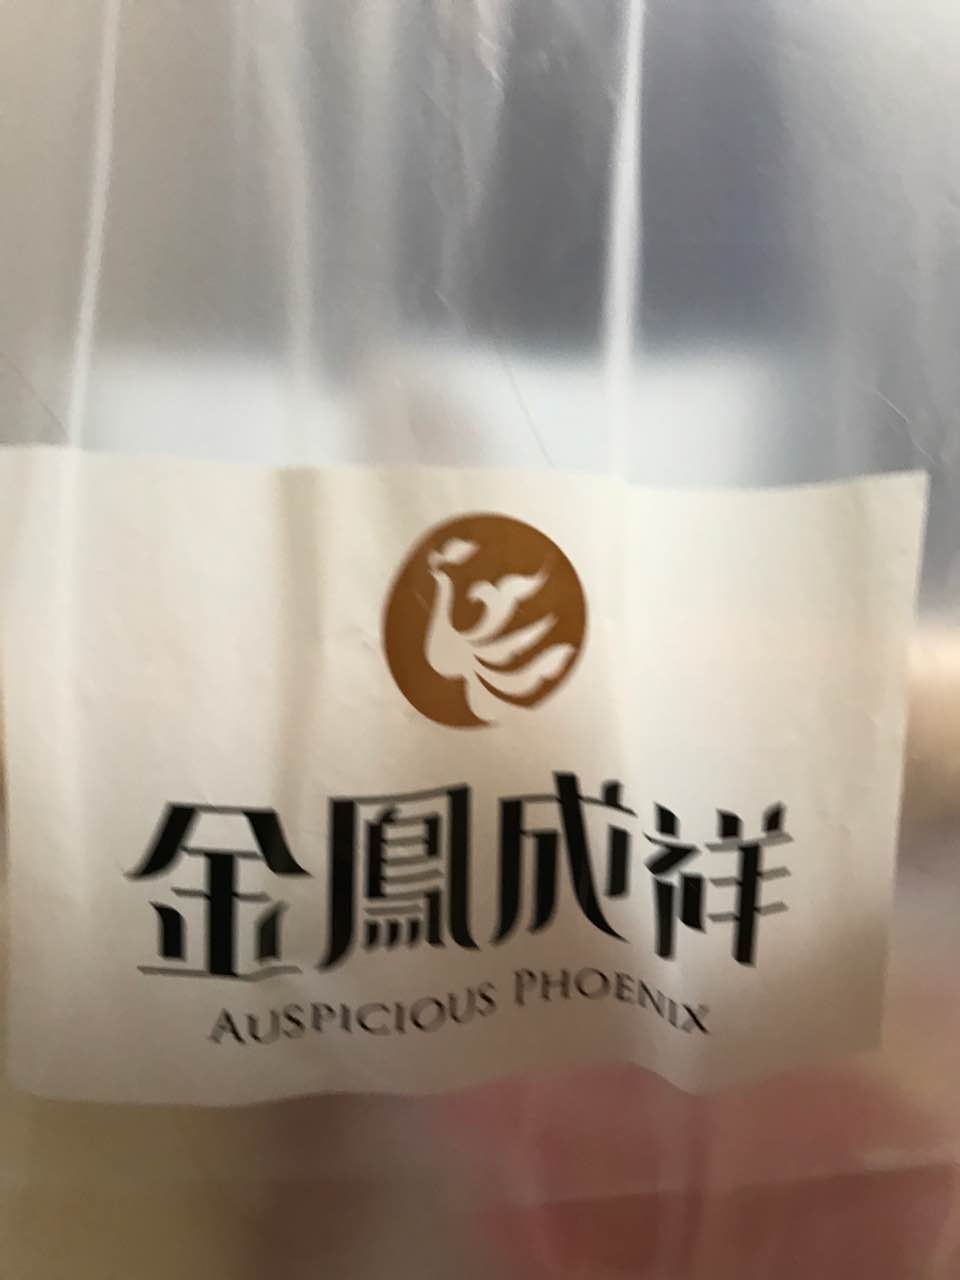 金鳳成祥
AUSPICIOUS PHOENIX